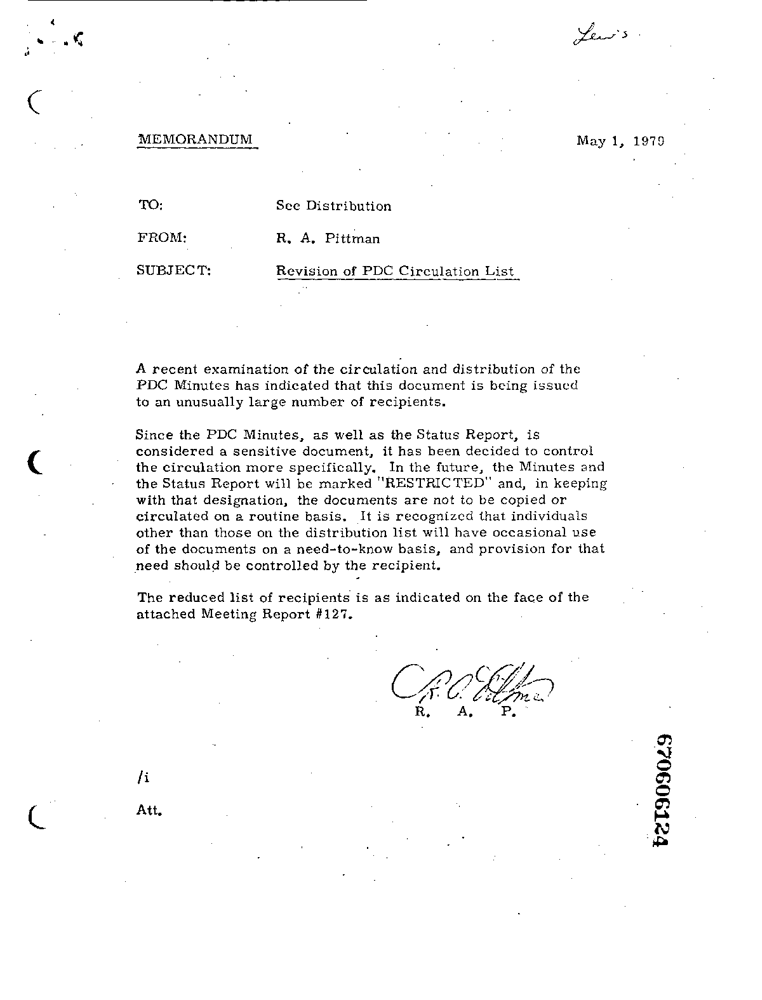 Lewis
MEMORANDUM
May 1, 1979
TO: See Distribution
FROM: R. A. Pittman
SUBJECT: Revision of PDC Circulation List
A recent examination of the circulation and distribution of the
PDC Minutes has indicated that this document is being issued
to an unusually large number of recipients.
Since the PDC Minutes, as well as the Status Report, is
considered a sensitive document, it has been decided to control
the circulation more specifically. In the future, the Minutes and
the Status Report will be marked "RESTRICTED" and, in keeping
with that designation, the documents are not to be copied or
circulated on a routine basis. It is recognized that individuals
other than those on the distribution list will have occasional use
of the documents on a need-to-know basis, and provision for that
need should be controlled by the recipient.
The reduced list of recipients is as indicated on the face of the
attached Meeting Report #127.
R. A. Pittman
R. A. P.
/i
Att.
670606124